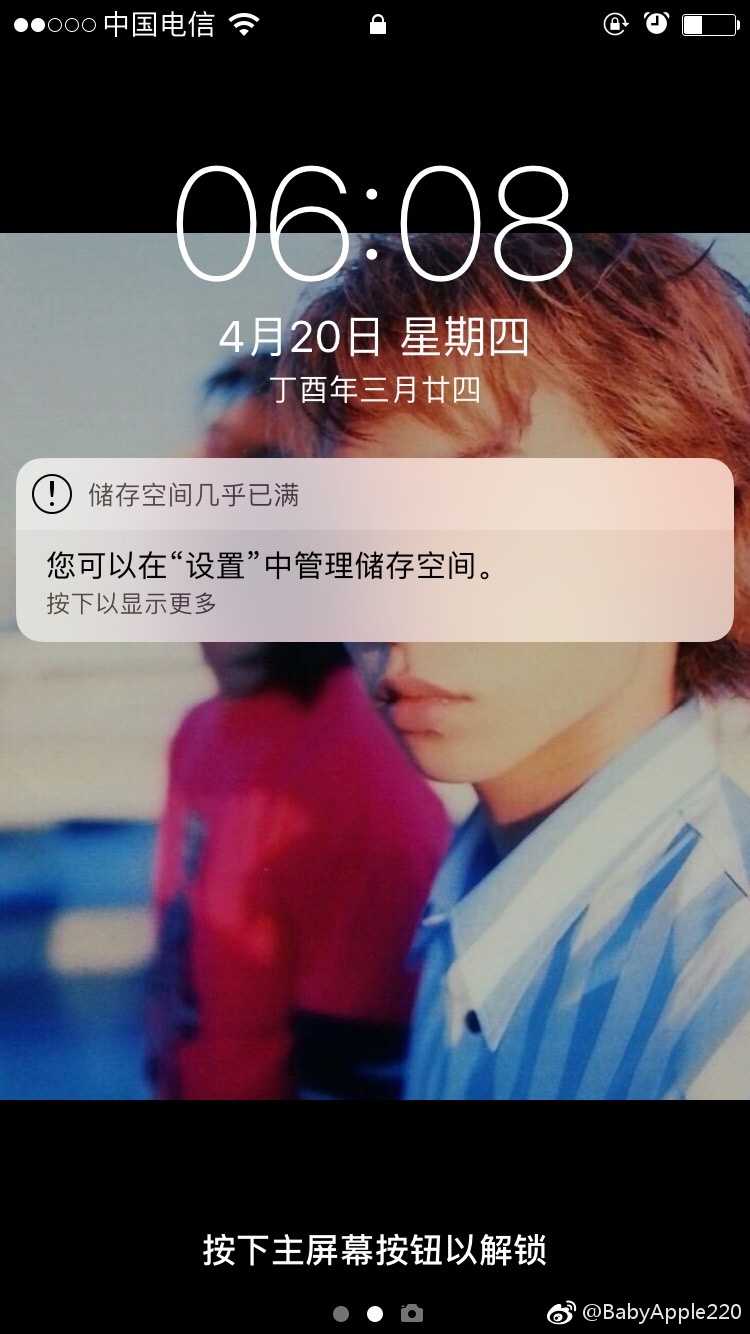 中国电信
06:08
4月20日 星期四
丁酉年三月廿四
储存空间几乎已满
您可以在“设置”中管理储存空间。
按下以显示更多
按下主屏幕按钮以解锁
@BabyApple220